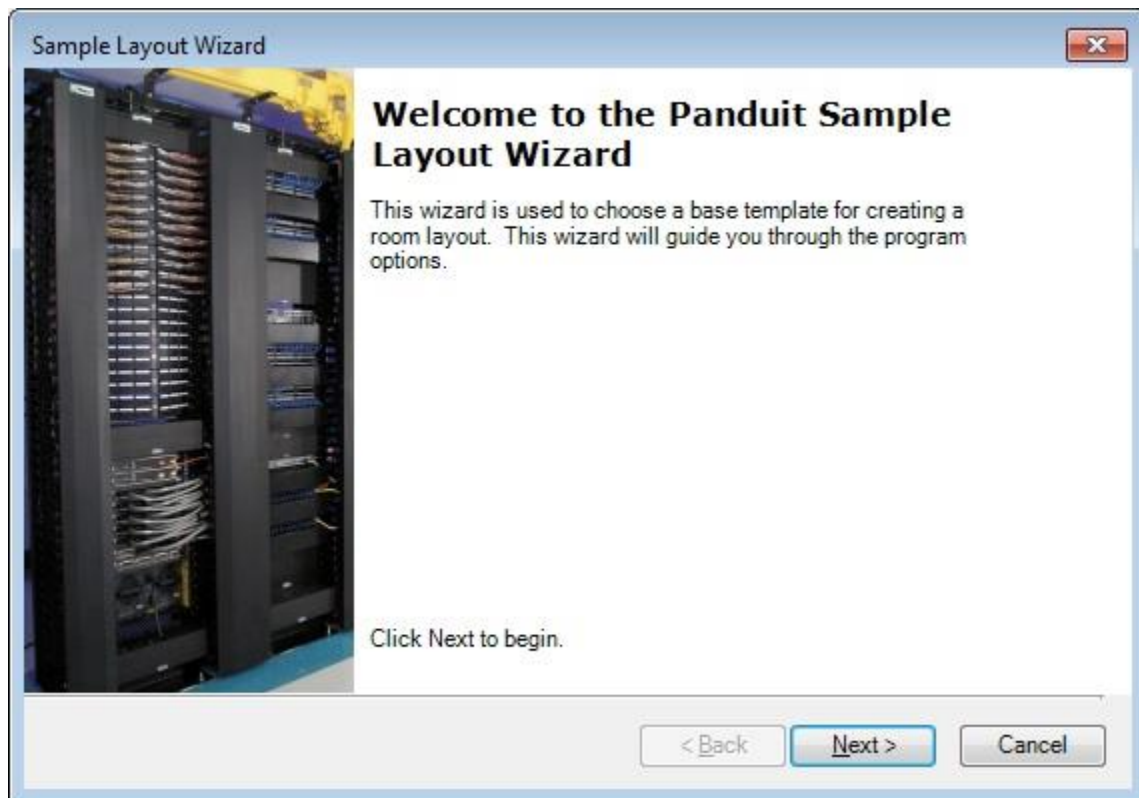 Sample Layout Wizard
Welcome to the Panduit Sample
Layout Wizard
This wizard is used to choose a base template for creating a
room layout.  This wizard will guide you through the program
options.
Click Next to begin.
< Back
Next >
Cancel